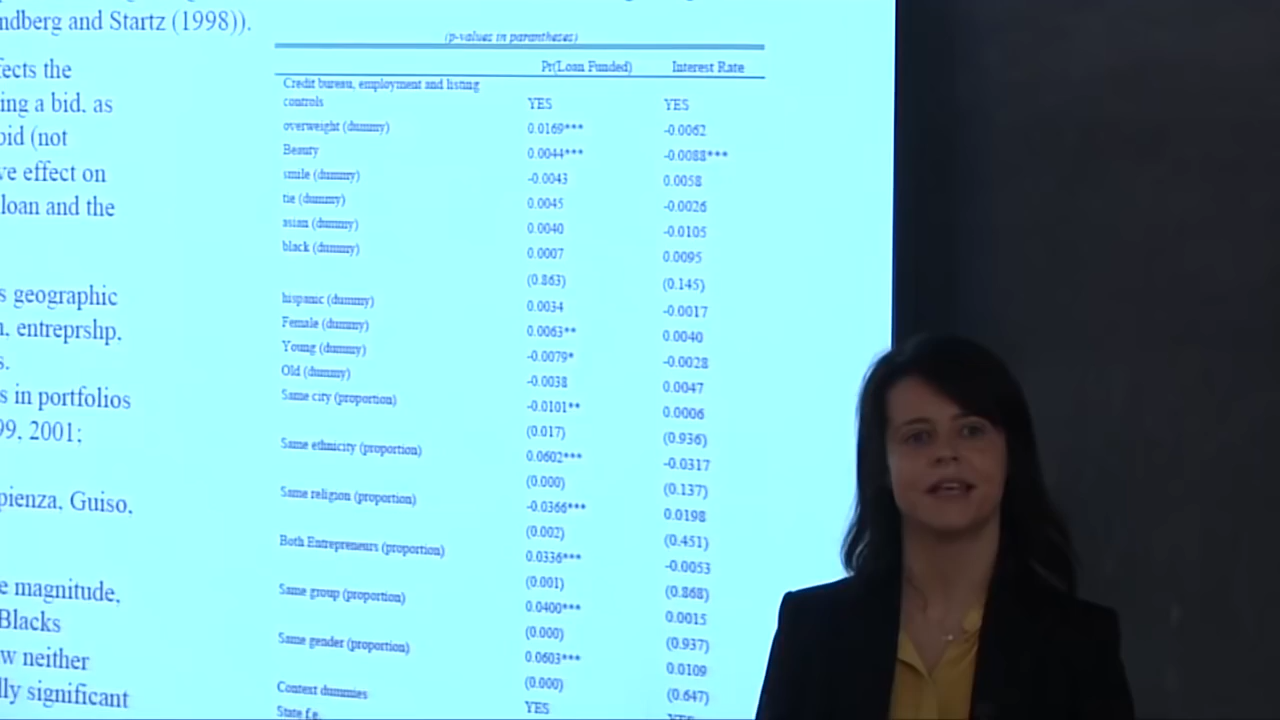 ndberg and Startz (1998)).
fects the
ing a bid, as
bid (not
ve effect on
loan and the
s geographic
n, entreprshp,
s.
s in portfolios
99, 2001;
pienza, Guiso,
e magnitude,
Blacks
w neither
lly significant
(p-values in parantheses)
Pr(Loan Funded) Interest Rate
Credit bureau, employment and listing
controls YES YES
overweight (dummy) 0.0169*** -0.0062
Beauty 0.0044*** -0.0088***
smile (dummy) -0.0043 0.0058
tie (dummy) 0.0045 -0.0026
asian (dummy) 0.0040 -0.0105
black (dummy) 0.0007 0.0095
(0.863) (0.145)
hispanic (dummy) 0.0034 -0.0017
Female (dummy) 0.0063** 0.0040
Young (dummy) -0.0079* -0.0028
Old (dummy) -0.0038 0.0047
Same city (proportion) -0.0101** 0.0006
(0.017) (0.936)
Same ethnicity (proportion) 0.0602*** -0.0317
(0.000) (0.137)
Same religion (proportion) -0.0366*** 0.0198
(0.002) (0.451)
Both Entrepreneurs (proportion) 0.0336*** -0.0053
(0.001) (0.868)
Same group (proportion) 0.0400*** 0.0015
(0.000) (0.937)
Same gender (proportion) 0.0603*** 0.0109
(0.000) (0.647)
Context dummies YES YES
State f.e.